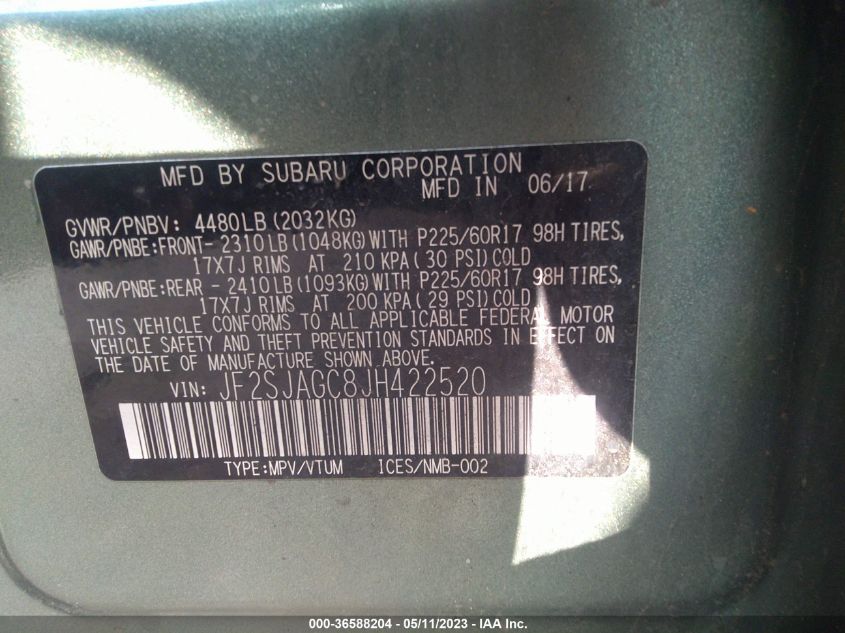 MFD BY SUBARU CORPORATION
MFD IN 06/17
GVWR/PNBV: 4480LB(2032KG)
GAWR/PNBE:FRONT- 2310LB(1048KG)WITH P225/60R17 98H TIRES,
17X7J RIMS AT 210 KPA(30 PSI)COLD
GAWR/PNBE:REAR - 2410LB(1093KG)WITH P225/60R17 98H TIRES,
17X7J RIMS AT 200 KPA(29 PSI)COLD
THIS VEHICLE CONFORMS TO ALL APPLICABLE FEDERAL MOTOR
VEHICLE SAFETY AND THEFT PREVENTION STANDARDS IN EFFECT ON
THE DATE OF MANUFACTURE SHOWN ABOVE.
VIN: JF2SJAGC8JH422520
TYPE:MPV/VTUM ICES/NMB-002
000-36588204 - 05/11/2023 - IAA Inc.